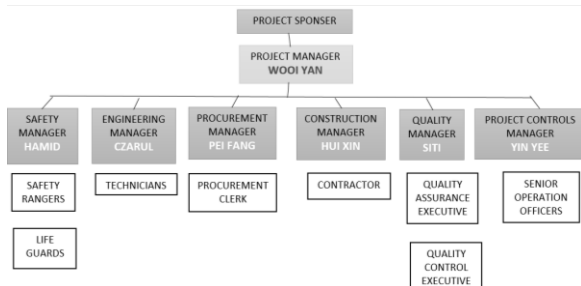 PROJECT SPONSER
PROJECT MANAGER
WOOI YAN
SAFETY
MANAGER
HAMID
ENGINEERING
MANAGER
CZARUL
PROCUREMENT
MANAGER
PEI FANG
CONSTRUCTION
MANAGER
HUI XIN
QUALITY
MANAGER
SITI
PROJECT CONTROLS
MANAGER
YIN YEE
SAFETY
RANGERS
TECHNICIANS
PROCUREMENT
CLERK
CONTRACTOR
QUALITY
ASSURANCE
EXECUTIVE
SENIOR
OPERATION
OFFICERS
LIFE
GUARDS
QUALITY
CONTROL
EXECUTIVE